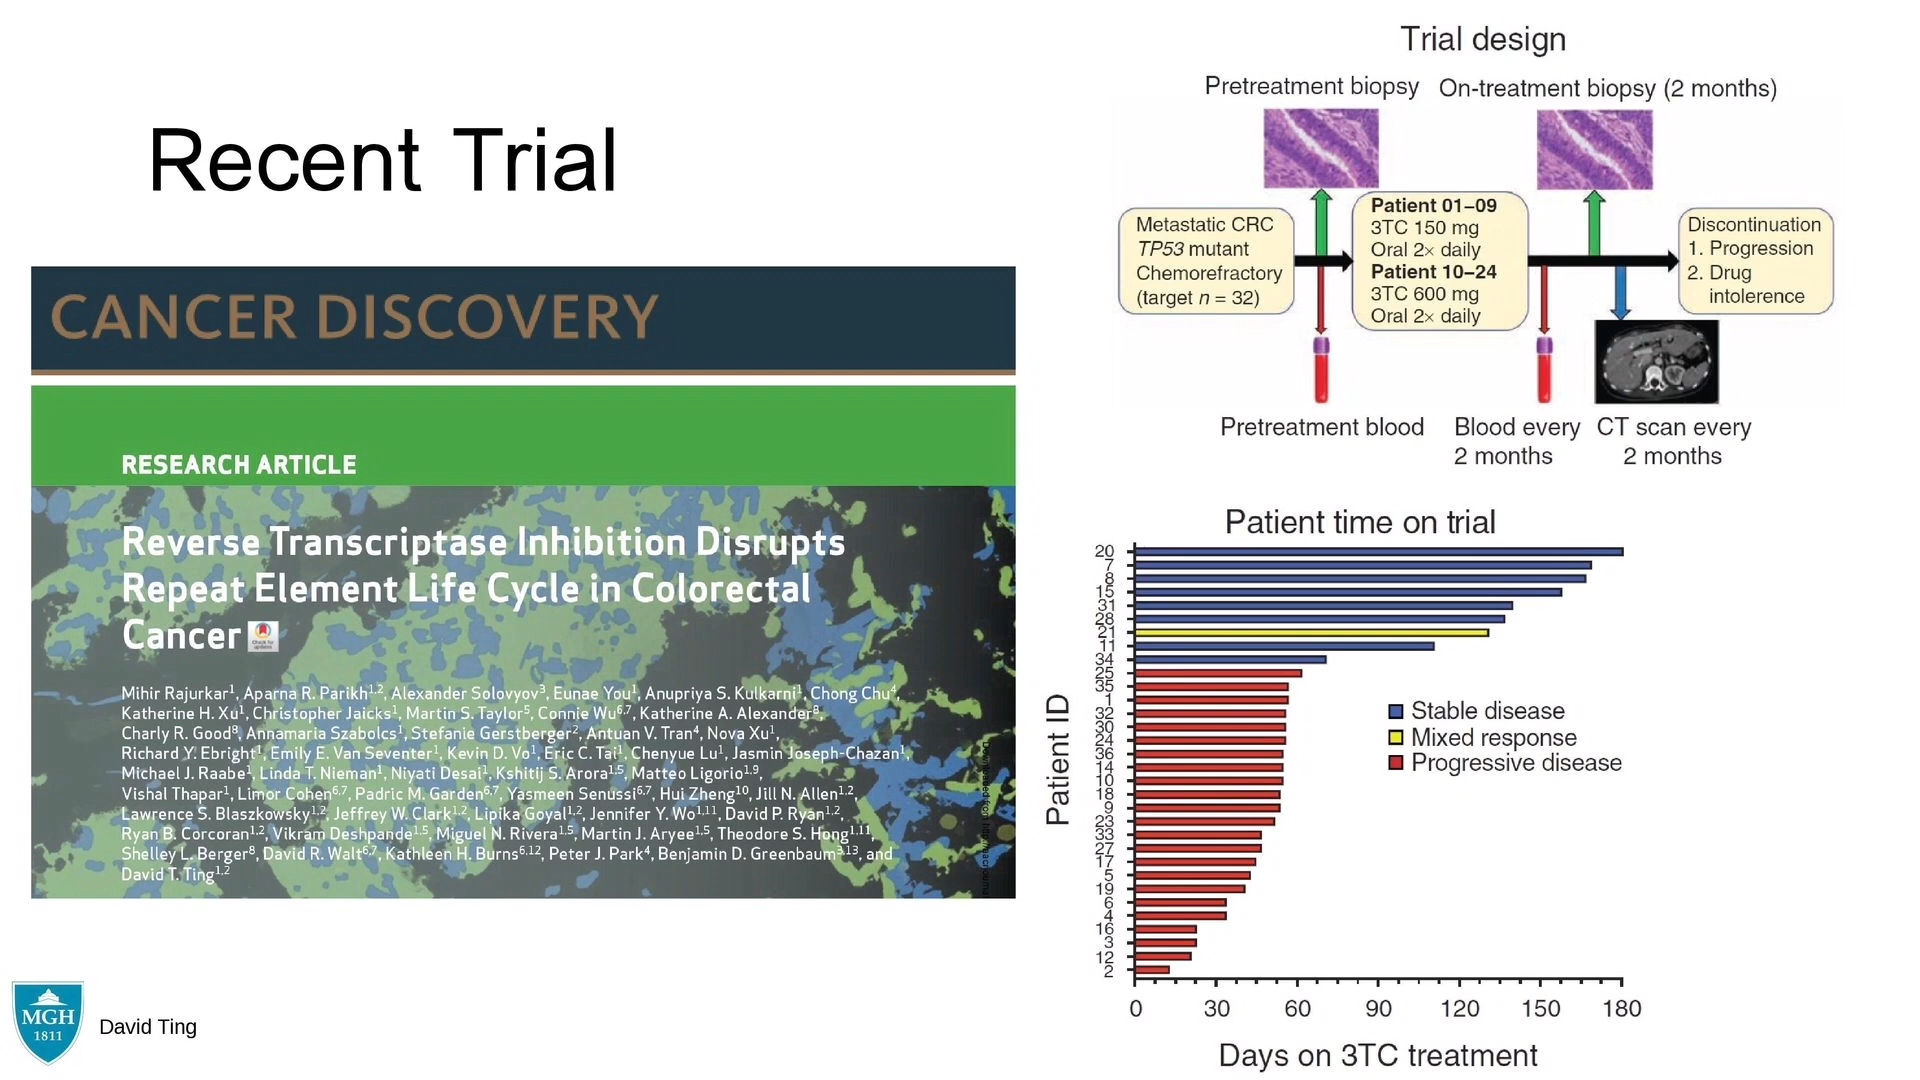 Recent Trial
CANCER DISCOVERY
RESEARCH ARTICLE
Reverse Transcriptase Inhibition Disrupts
Repeat Element Life Cycle in Colorectal
Cancer
Check for
updates
Mihir Rajurkar1, Aparna R. Parikh1,2, Alexander Solovyov3, Eunae You1, Anupriya S. Kulkarni1, Chong Chu4,
Katherine H. Xu1, Christopher Jaicks1, Martin S. Taylor5, Connie Wu6,7, Katherine A. Alexander8,
Charly R. Good8, Annamaria Szabolcs1, Stefanie Gerstberger2, Antuan V. Tran4, Nova Xu1,
Richard Y. Ebright1, Emily E. Van Seventer1, Kevin D. Vo1, Eric C. Tai1, Chenyue Lu1, Jasmin Joseph-Chazan1,
Michael J. Raabe1, Linda T. Nieman1, Niyati Desai1, Kshitij S. Arora1,5, Matteo Ligorio1,9,
Vishal Thapar1, Limor Cohen6,7, Padric M. Garden6,7, Yasmeen Senussi6,7, Hui Zheng10, Jill N. Allen1,2,
Lawrence S. Blaszkowsky1,2, Jeffrey W. Clark1,2, Lipika Goyal1,2, Jennifer Y. Wo1,11, David P. Ryan1,2,
Ryan B. Corcoran1,2, Vikram Deshpande1,5, Miguel N. Rivera1,5, Martin J. Aryee1,5, Theodore S. Hong1,11,
Shelley L. Berger8, David R. Walt6,7, Kathleen H. Burns6,12, Peter J. Park4, Benjamin D. Greenbaum3,13, and
David T. Ting1,2
MGH
1811
David Ting
Trial design
Pretreatment biopsy
On-treatment biopsy (2 months)
Metastatic CRC
TP53 mutant
Chemorefractory
(target n = 32)
Patient 01–09
3TC 150 mg
Oral 2× daily
Patient 10–24
3TC 600 mg
Oral 2× daily
Discontinuation
1. Progression
2. Drug
intolerence
Pretreatment blood
Blood every
2 months
CT scan every
2 months
Patient time on trial
Patient ID
20
7
8
15
31
28
21
11
34
25
35
1
32
30
24
36
14
10
18
9
23
33
27
17
5
19
6
4
16
3
12
2
Stable disease
Mixed response
Progressive disease
0 30 60 90 120 150 180
Days on 3TC treatment